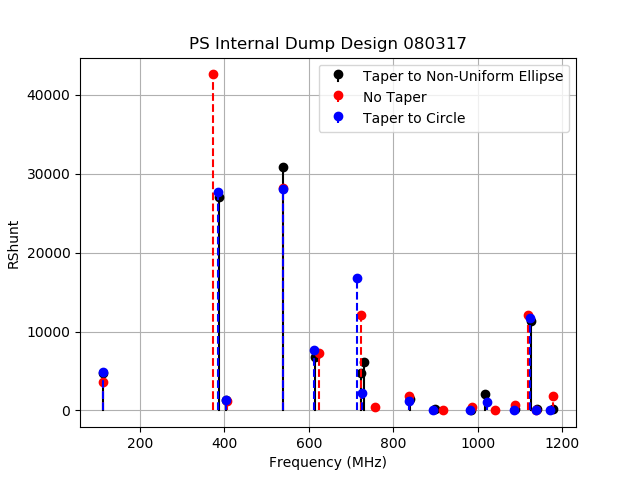 PS Internal Dump Design 080317
Taper to Non-Uniform Ellipse
No Taper
Taper to Circle
RShunt
40000
30000
20000
10000
0
200 400 600 800 1000 1200
Frequency (MHz)